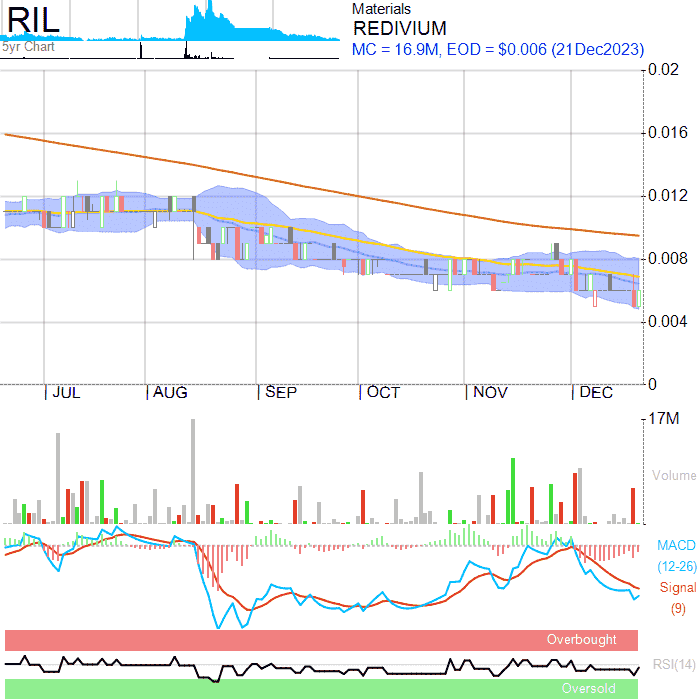 RIL
5yr Chart
Materials
REDIVIUM
MC = 16.9M, EOD = $0.006 (21Dec2023)
0.02
0.016
0.012
0.008
0.004
0
JUL
AUG
SEP
OCT
NOV
DEC
17M
Volume
MACD
(12-26)
Signal
(9)
Overbought
RSI(14)
Oversold